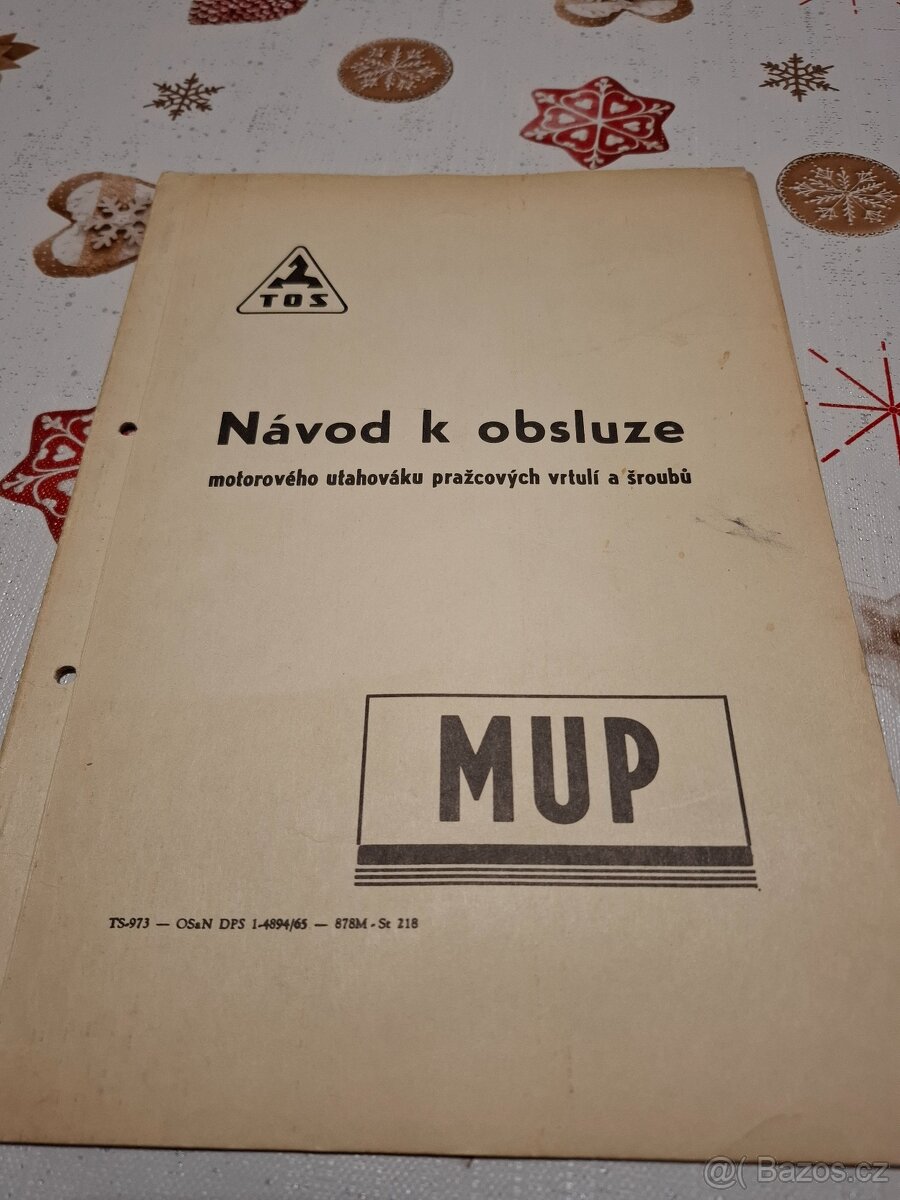 TOS
Návod k obsluze
motorového utahováku pražcových vrtulí a šroubů
MUP
TS-973 — OSaN DPS 1-4894/65 — 878M - St 218
@( Bazos.cz